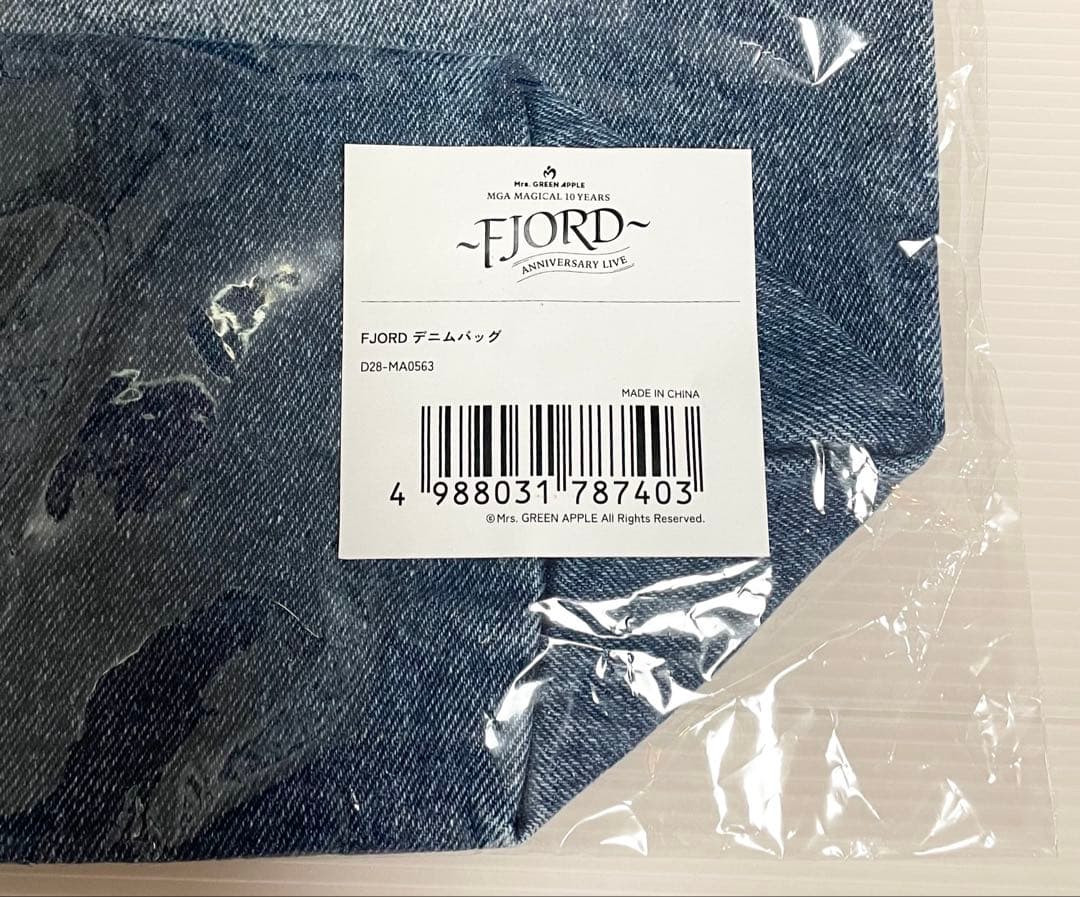 Mrs. GREEN APPLE
MGA MAGICAL 10 YEARS
~FJORD~
ANNIVERSARY LIVE
FJORD デニムバッグ
D28-MA0563
MADE IN CHINA
4 988031 787403
©Mrs. GREEN APPLE All Rights Reserved.